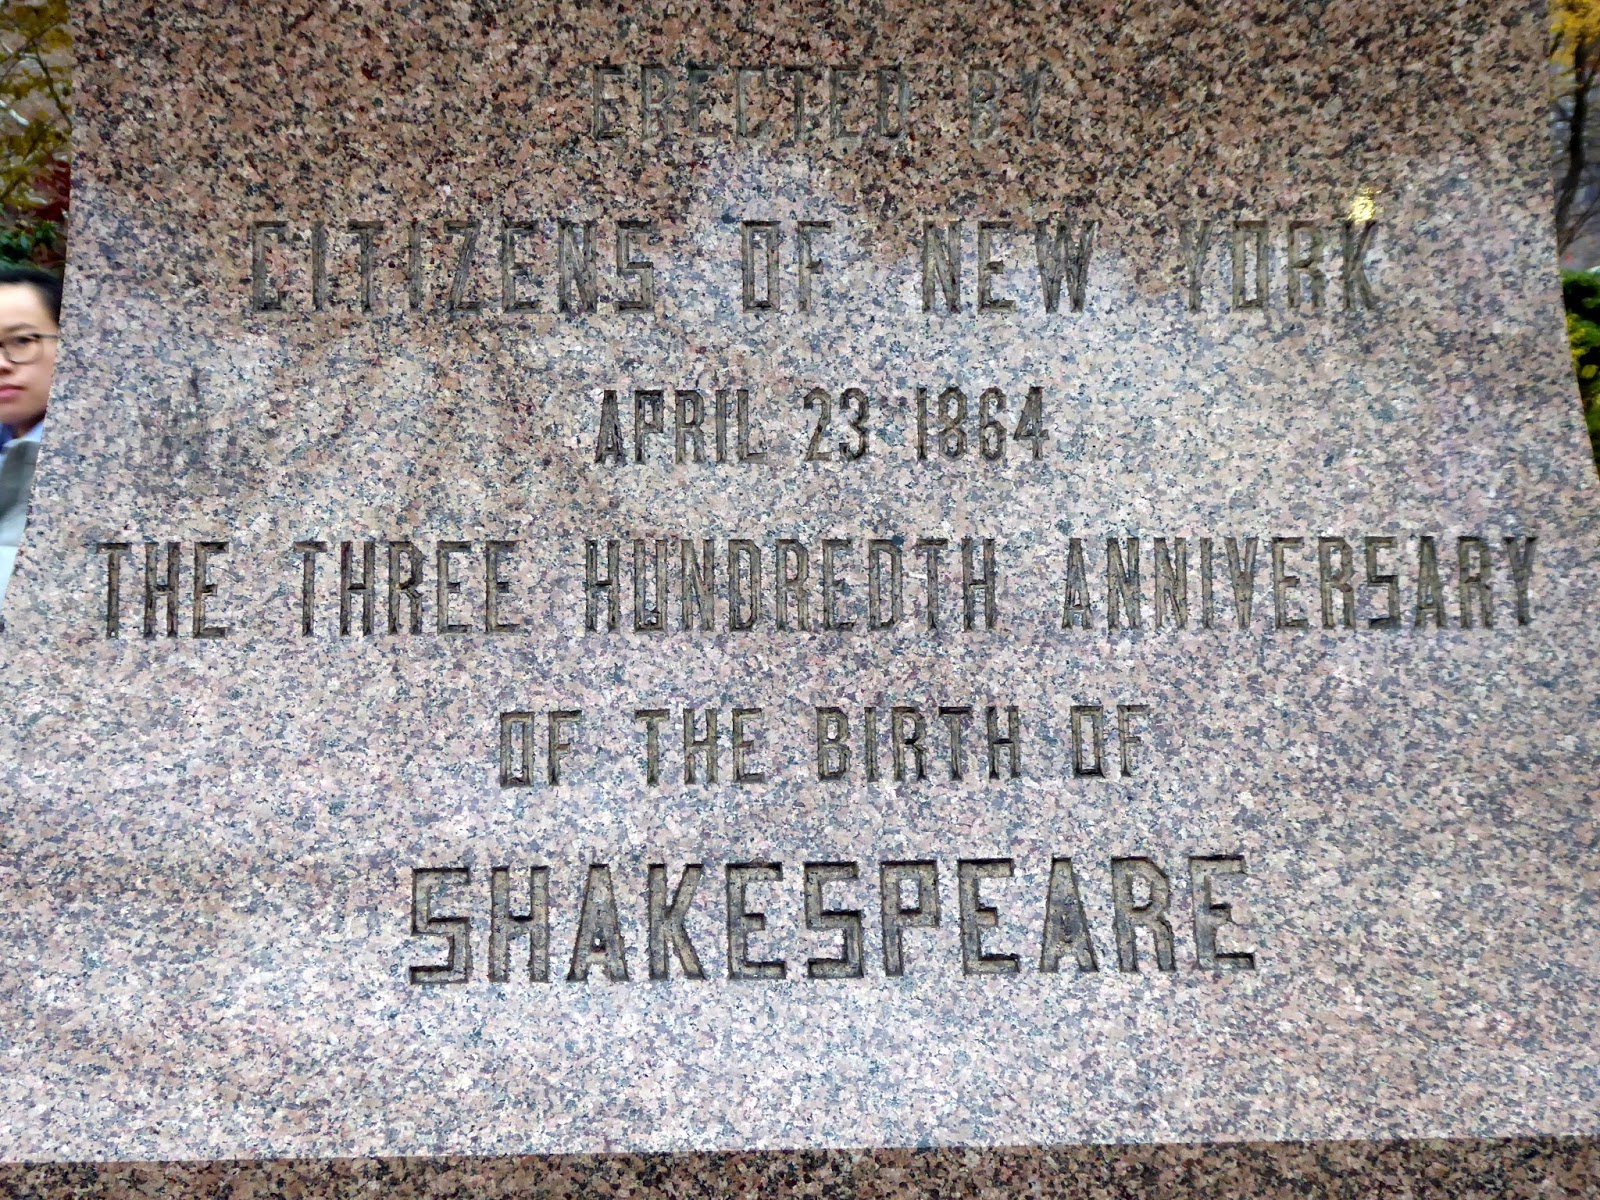 ERECTED BY
CITIZENS OF NEW YORK
APRIL 23 1864
THE THREE HUNDREDTH ANNIVERSARY
OF THE BIRTH OF
SHAKESPEARE